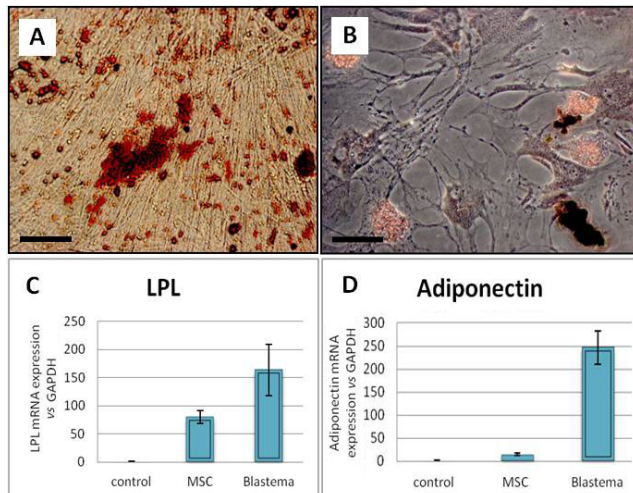 A
B
C
LPL
LPL mRNA expression
vs GAPDH
250
200
150
100
50
0
control MSC Blastema
D
Adiponectin
Adiponectin mRNA
expression vs GAPDH
300
250
200
150
100
50
0
control MSC Blastema